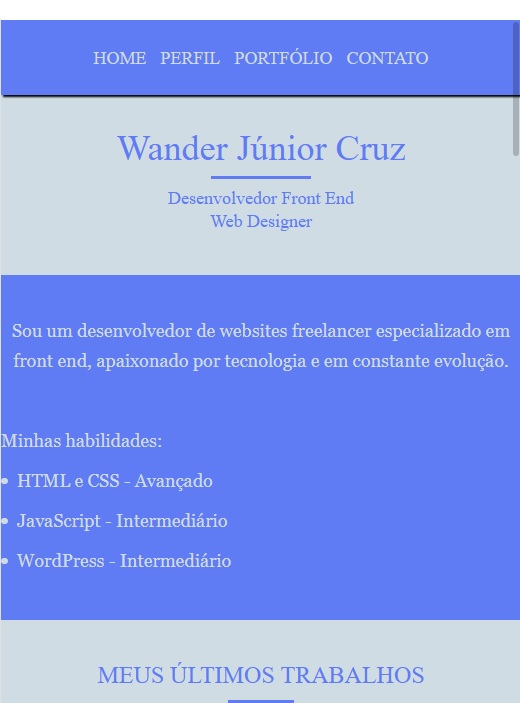 HOME PERFIL PORTFÓLIO CONTATO
Wander Júnior Cruz
Desenvolvedor Front End
Web Designer
Sou um desenvolvedor de websites freelancer especializado em
front end, apaixonado por tecnologia e em constante evolução.
Minhas habilidades:
• HTML e CSS - Avançado
• JavaScript - Intermediário
• WordPress - Intermediário
MEUS ÚLTIMOS TRABALHOS